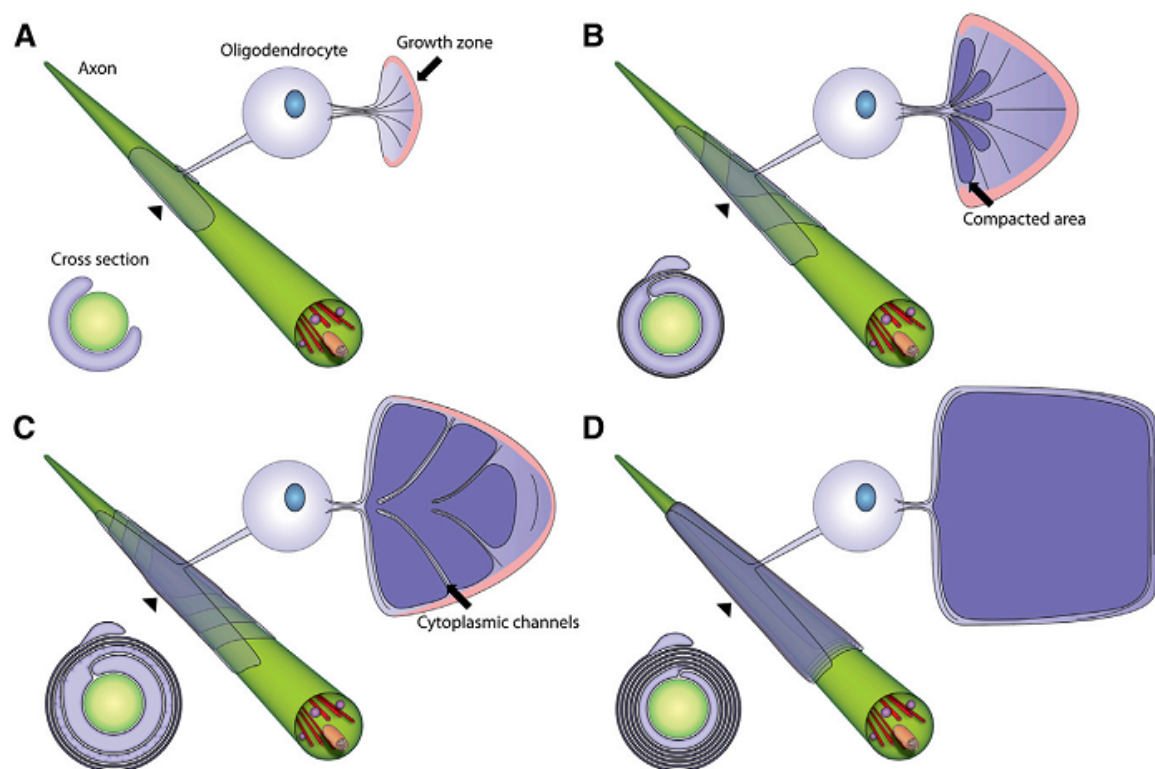 A
Axon
Oligodendrocyte
Growth zone
Cross section
B
Compacted area
C
Cytoplasmic channels
D